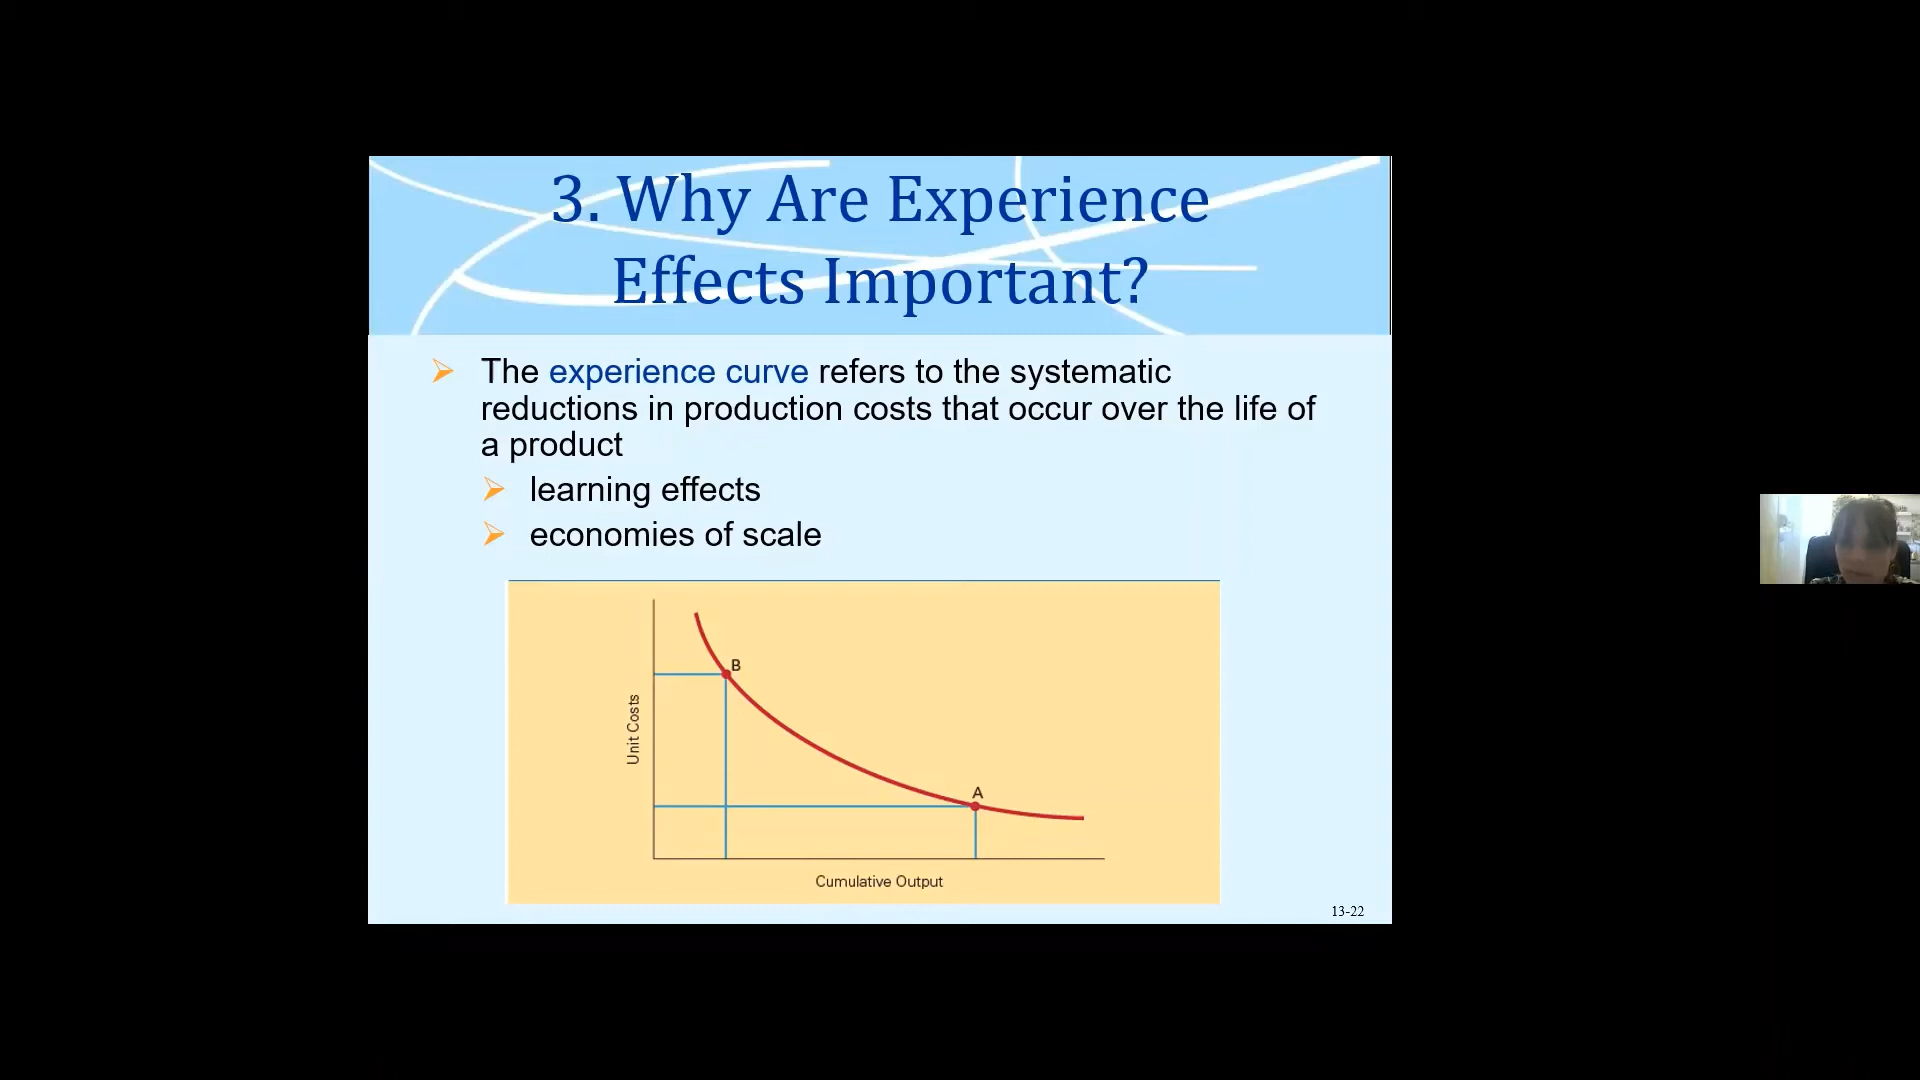 3. Why Are Experience
Effects Important?
The experience curve refers to the systematic
reductions in production costs that occur over the life of
a product
learning effects
economies of scale
B
Unit Costs
A
Cumulative Output
13-22